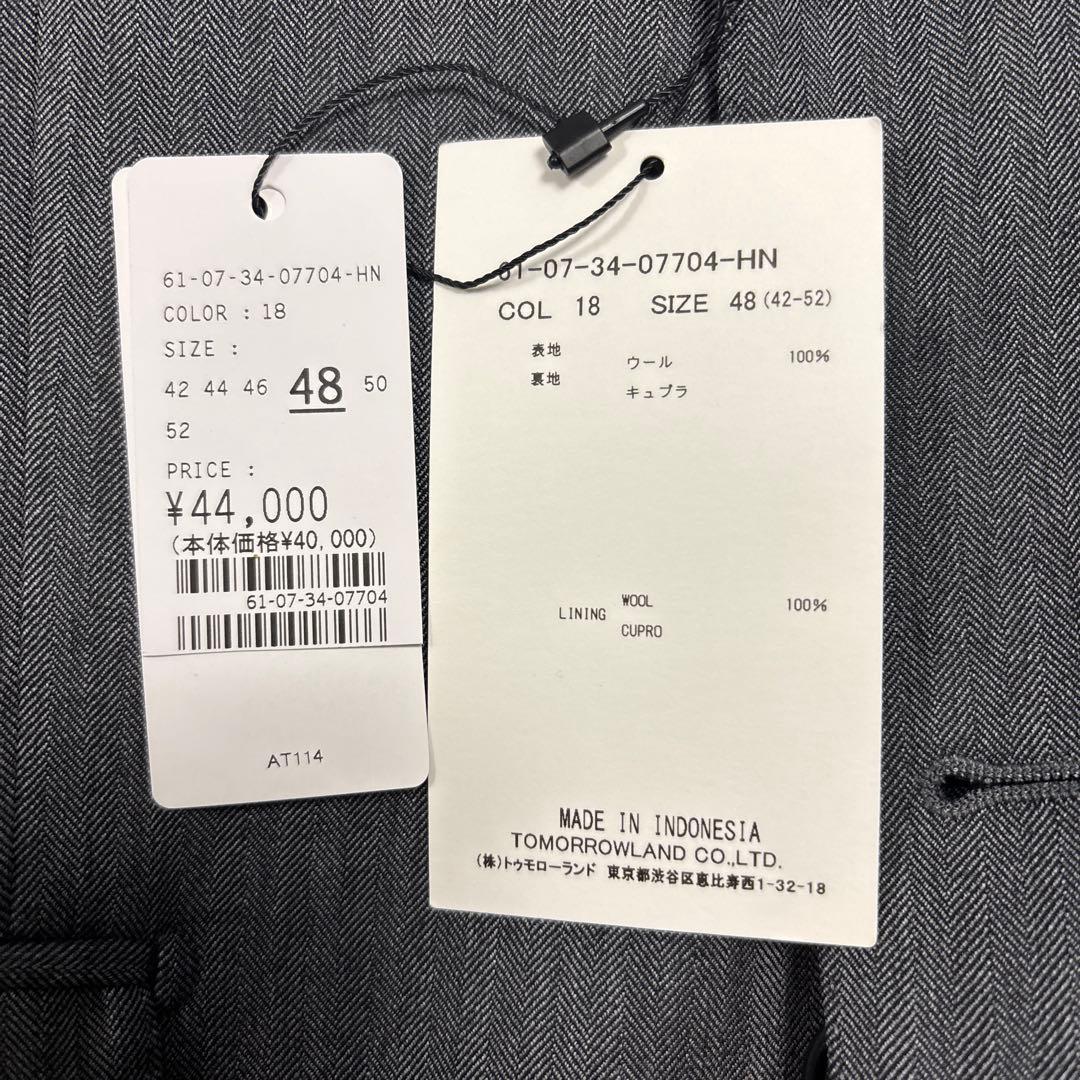 61-07-34-07704-HN
COLOR : 18
SIZE :
42 44 46 48 50
52
PRICE :
¥44,000
(本体価格¥40,000)
61-07-34-07704
AT114
61-07-34-07704-HN
COL 18 SIZE 48 (42-52)
表地 ウール 100%
裏地 キュプラ
WOOL 100%
LINING CUPRO
MADE IN INDONESIA
TOMORROWLAND CO.,LTD.
(株)トゥモローランド 東京都渋谷区恵比寿西1-32-18